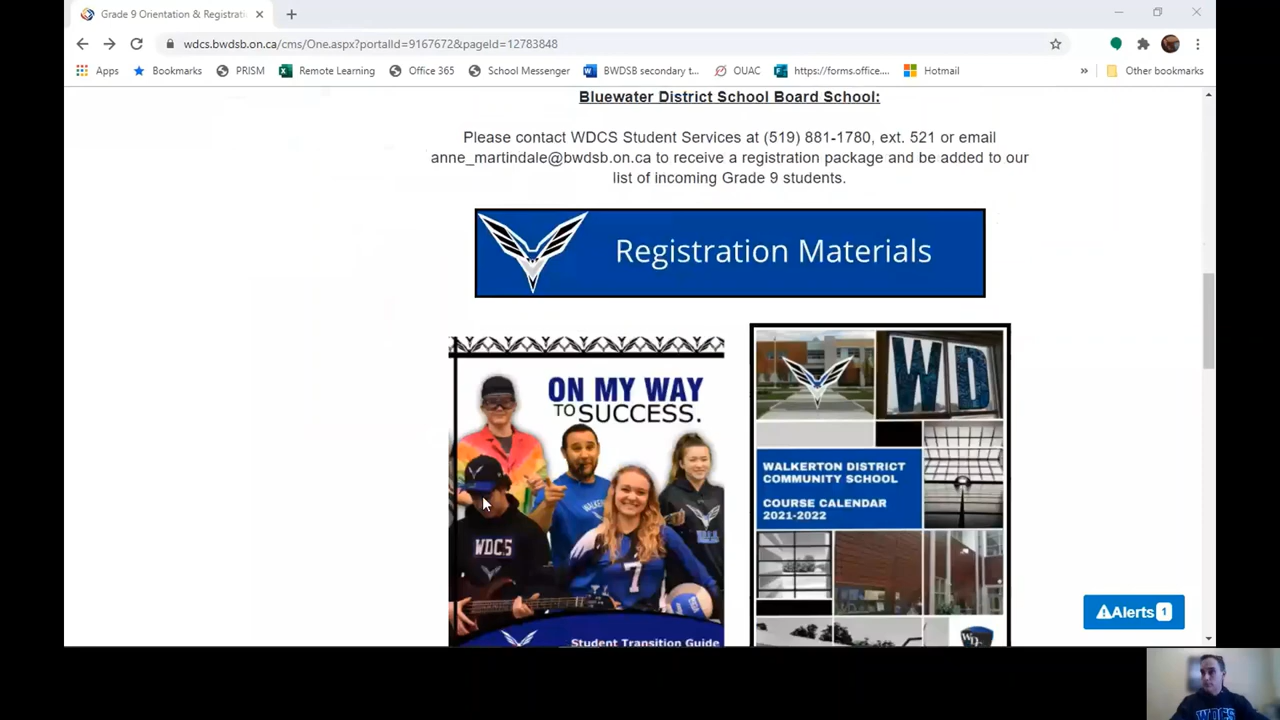 Grade 9 Orientation & Registrati
wdcs.bwdsb.on.ca/cms/One.aspx?portalId=9167672&pageId=12783848
Apps Bookmarks PRISM Remote Learning Office 365 School Messenger BWDSB secondary t... OUAC https://forms.office.... Hotmail » Other bookmarks
Bluewater District School Board School:
Please contact WDCS Student Services at (519) 881-1780, ext. 521 or email
anne_martindale@bwdsb.on.ca to receive a registration package and be added to our
list of incoming Grade 9 students.
Registration Materials
ON MY WAY
TO SUCCESS.
WDCS
7
Student Transition Guide
WD
WALKERTON DISTRICT
COMMUNITY SCHOOL
COURSE CALENDAR
2021-2022
Alerts 1
WDCS